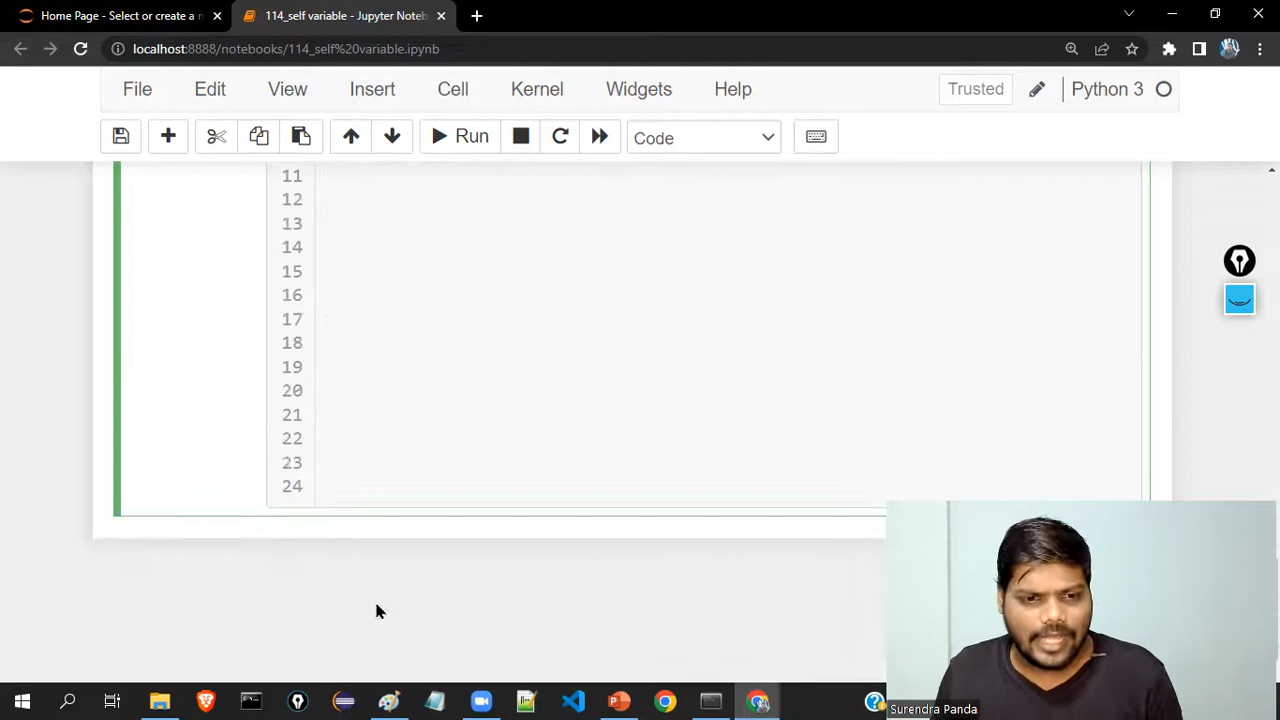 Home Page - Select or create a n
114_self variable - Jupyter Noteb
localhost:8888/notebooks/114_self%20variable.ipynb
File Edit View Insert Cell Kernel Widgets Help Trusted Python 3
Run Code
11
12
13
14
15
16
17
18
19
20
21
22
23
24
Surendra Panda